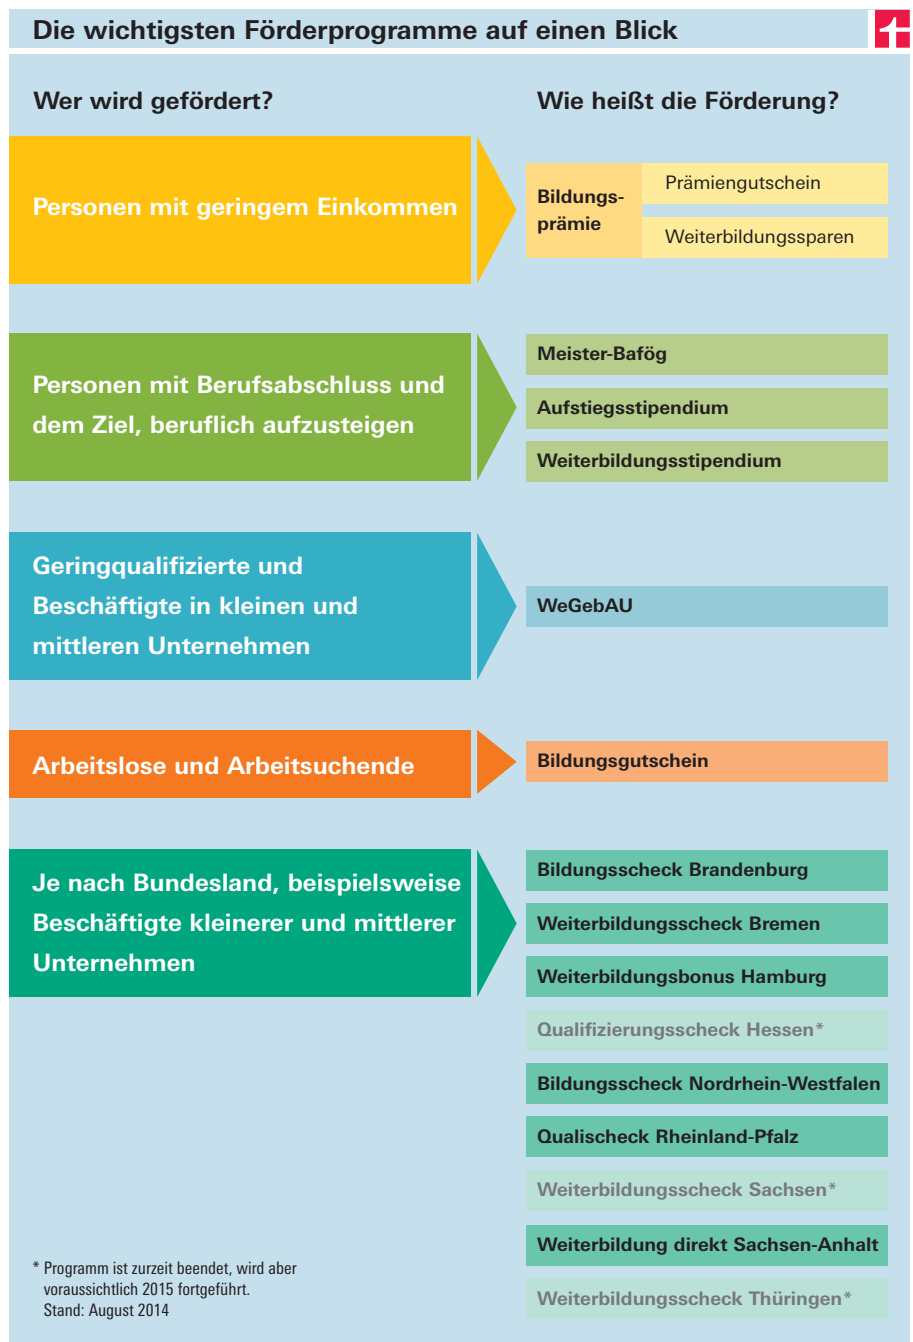 Die wichtigsten Förderprogramme auf einen Blick
Wer wird gefördert?
Wie heißt die Förderung?
Personen mit geringem Einkommen
Bildungs-
prämie
Prämiengutschein
Weiterbildungssparen
Personen mit Berufsabschluss und
dem Ziel, beruflich aufzusteigen
Meister-Bafög
Aufstiegsstipendium
Weiterbildungsstipendium
Geringqualifizierte und
Beschäftigte in kleinen und
mittleren Unternehmen
WeGebAU
Arbeitslose und Arbeitsuchende
Bildungsgutschein
Je nach Bundesland, beispielsweise
Beschäftigte kleinerer und mittlerer
Unternehmen
Bildungsscheck Brandenburg
Weiterbildungsscheck Bremen
Weiterbildungsbonus Hamburg
Qualifizierungsscheck Hessen*
Bildungsscheck Nordrhein-Westfalen
Qualischeck Rheinland-Pfalz
Weiterbildungsscheck Sachsen*
Weiterbildung direkt Sachsen-Anhalt
Weiterbildungsscheck Thüringen*
* Programm ist zurzeit beendet, wird aber
voraussichtlich 2015 fortgeführt.
Stand: August 2014